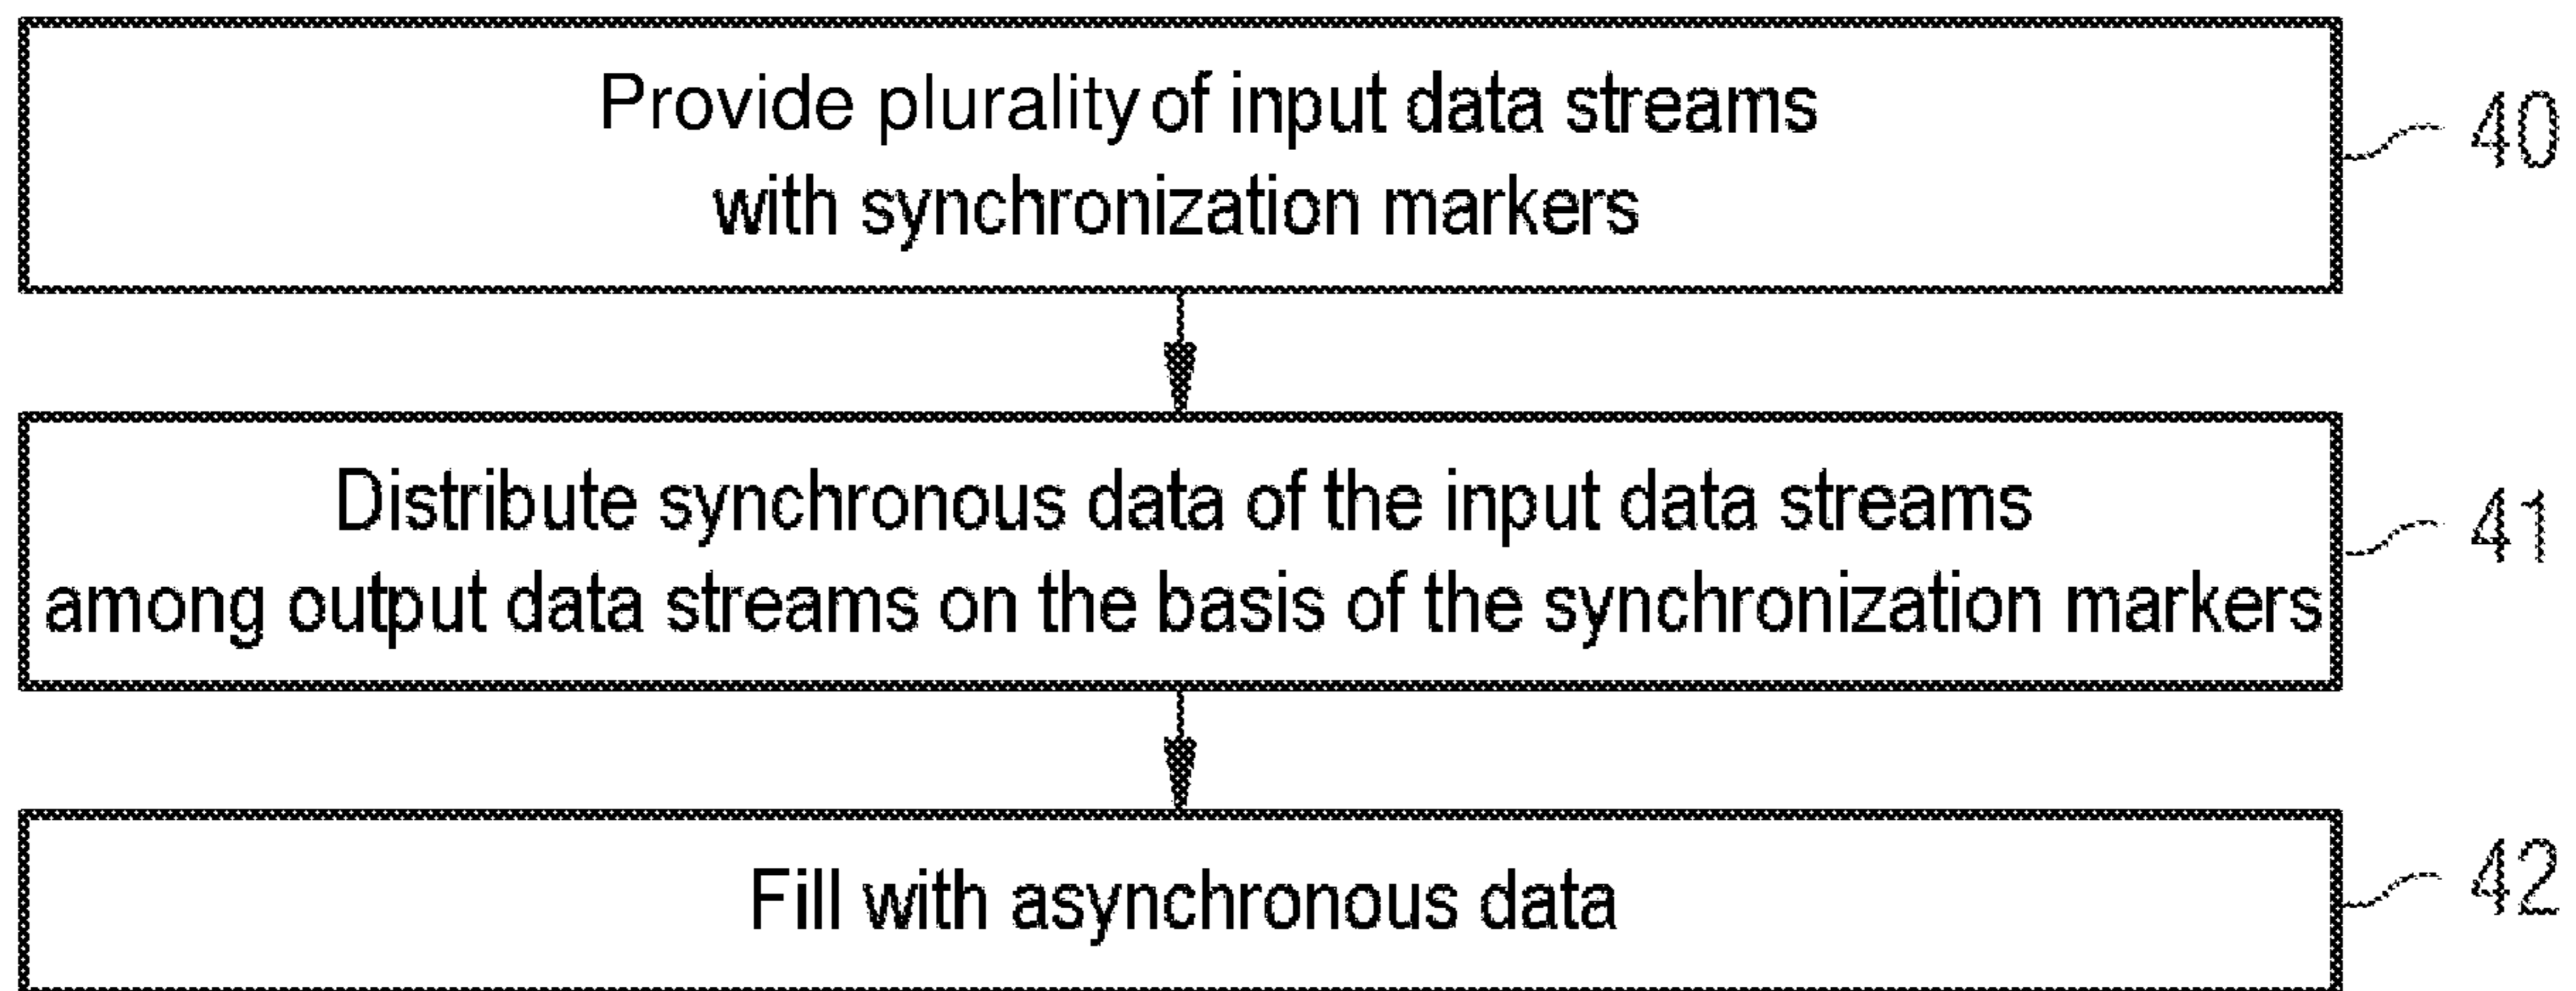 Provide plurality of input data streams
with synchronization markers
40
Distribute synchronous data of the input data streams
among output data streams on the basis of the synchronization markers
41
Fill with asynchronous data
42